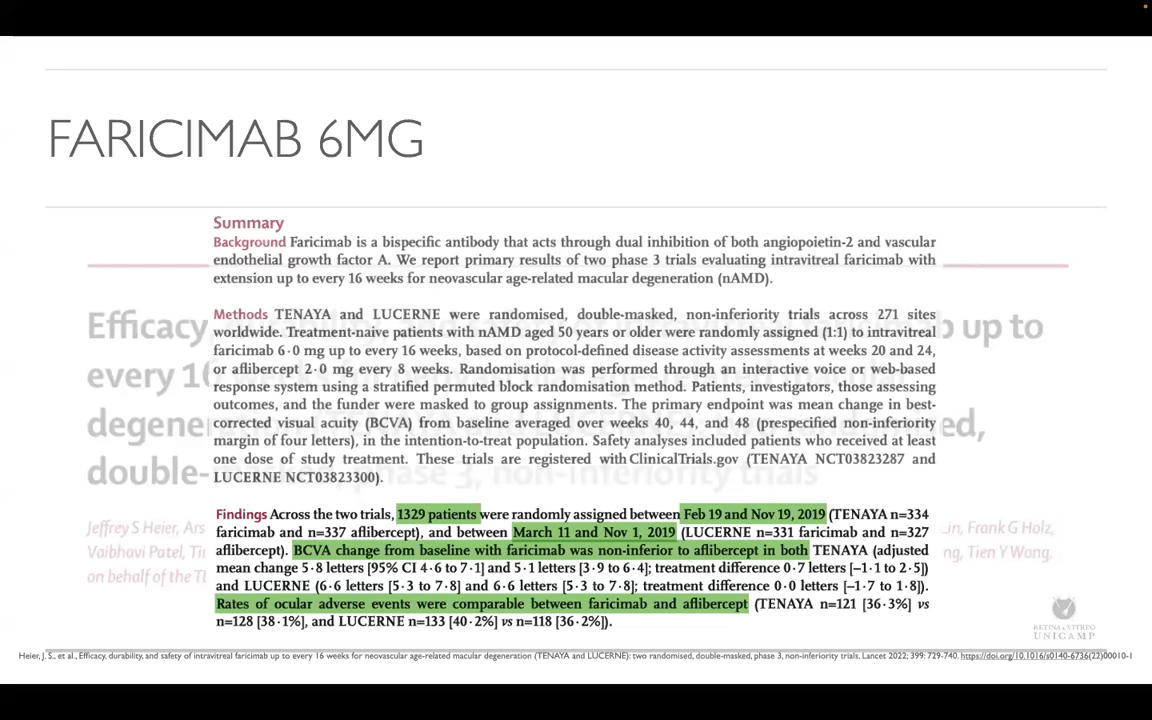 FARICIMAB 6MG
Summary
Background Faricimab is a bispecific antibody that acts through dual inhibition of both angiopoietin-2 and vascular
endothelial growth factor A. We report primary results of two phase 3 trials evaluating intravitreal faricimab with
extension up to every 16 weeks for neovascular age-related macular degeneration (nAMD).
Methods TENAYA and LUCERNE were randomised, double-masked, non-inferiority trials across 271 sites
worldwide. Treatment-naive patients with nAMD aged 50 years or older were randomly assigned (1:1) to intravitreal
faricimab 6·0 mg up to every 16 weeks, based on protocol-defined disease activity assessments at weeks 20 and 24,
or aflibercept 2·0 mg every 8 weeks. Randomisation was performed through an interactive voice or web-based
response system using a stratified permuted block randomisation method. Patients, investigators, those assessing
outcomes, and the funder were masked to group assignments. The primary endpoint was mean change in best-
corrected visual acuity (BCVA) from baseline averaged over weeks 40, 44, and 48 (prespecified non-inferiority
margin of four letters), in the intention-to-treat population. Safety analyses included patients who received at least
one dose of study treatment. These trials are registered with ClinicalTrials.gov (TENAYA NCT03823287 and
LUCERNE NCT03823300).
Findings Across the two trials, 1329 patients were randomly assigned between Feb 19 and Nov 19, 2019 (TENAYA n=334
faricimab and n=337 aflibercept), and between March 11 and Nov 1, 2019 (LUCERNE n=331 faricimab and n=327
aflibercept). BCVA change from baseline with faricimab was non-inferior to aflibercept in both TENAYA (adjusted
mean change 5·8 letters [95% CI 4·6 to 7·1] and 5·1 letters [3·9 to 6·4]; treatment difference 0·7 letters [–1·1 to 2·5])
and LUCERNE (6·6 letters [5·3 to 7·8] and 6·6 letters [5·3 to 7·8]; treatment difference 0·0 letters [–1·7 to 1·8]).
Rates of ocular adverse events were comparable between faricimab and aflibercept (TENAYA n=121 [36·3%] vs
n=128 [38·1%], and LUCERNE n=133 [40·2%] vs n=118 [36·2%]).
Efficacy up to
every 16
double-masked, phase 3, non-inferiority trials
Jeffrey S Heier, Frank G Holz,
Vaibhavi Patel, Tien Y Wong,
on behalf of the
RETINA & VITREO
UNICAMP
Heier, J. S., et al., Efficacy, durability, and safety of intravitreal faricimab up to every 16 weeks for neovascular age-related macular degeneration (TENAYA and LUCERNE): two randomised, double-masked, phase 3, non-inferiority trials. Lancet 2022; 399: 729-740. https://doi.org/10.1016/s0140-6736(22)00010-1